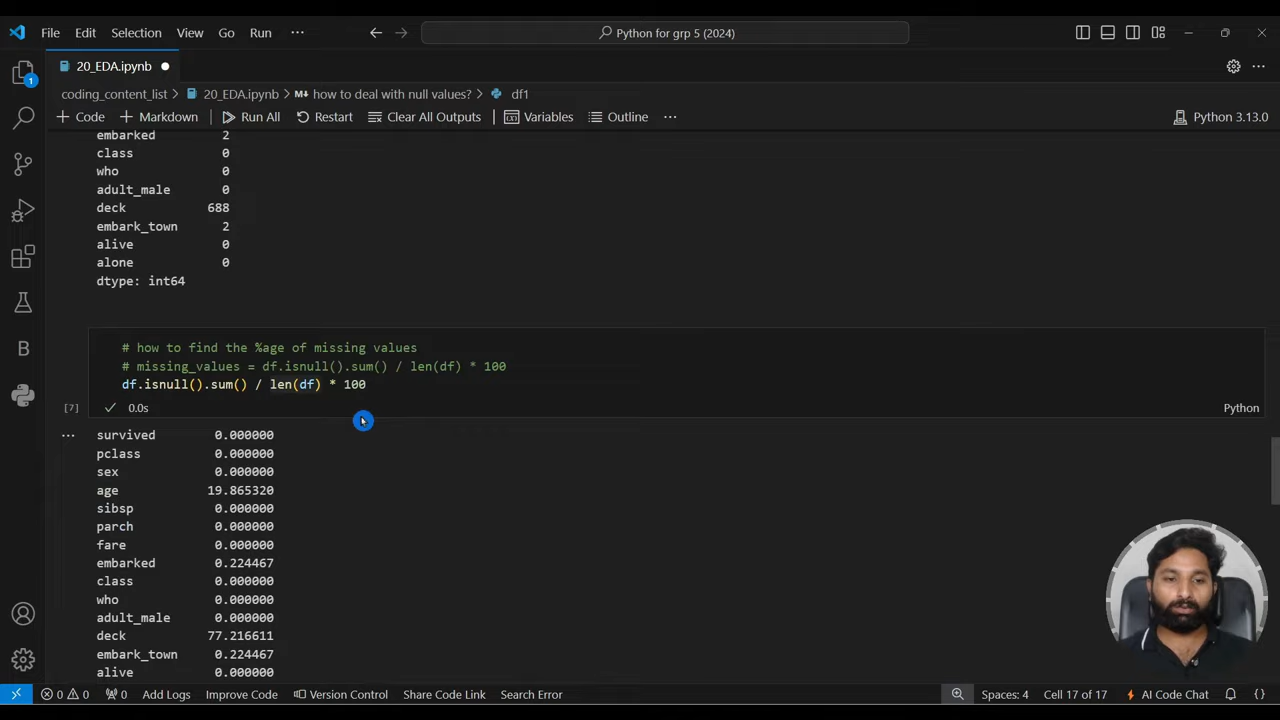 File Edit Selection View Go Run ··· Python for grp 5 (2024)
20_EDA.ipynb
coding_content_list > 20_EDA.ipynb > M↓ how to deal with null values? > df1
+ Code + Markdown Run All Restart Clear All Outputs Variables Outline ··· Python 3.13.0
embarked 2
class 0
who 0
adult_male 0
deck 688
embark_town 2
alive 0
alone 0
dtype: int64
# how to find the %age of missing values
# missing_values = df.isnull().sum() / len(df) * 100
df.isnull().sum() / len(df) * 100
[7] ✓ 0.0s Python
··· survived 0.000000
pclass 0.000000
sex 0.000000
age 19.865320
sibsp 0.000000
parch 0.000000
fare 0.000000
embarked 0.224467
class 0.000000
who 0.000000
adult_male 0.000000
deck 77.216611
embark_town 0.224467
alive 0.000000
1
B
0 0 0 Add Logs Improve Code Version Control Share Code Link Search Error Spaces: 4 Cell 17 of 17 AI Code Chat {}